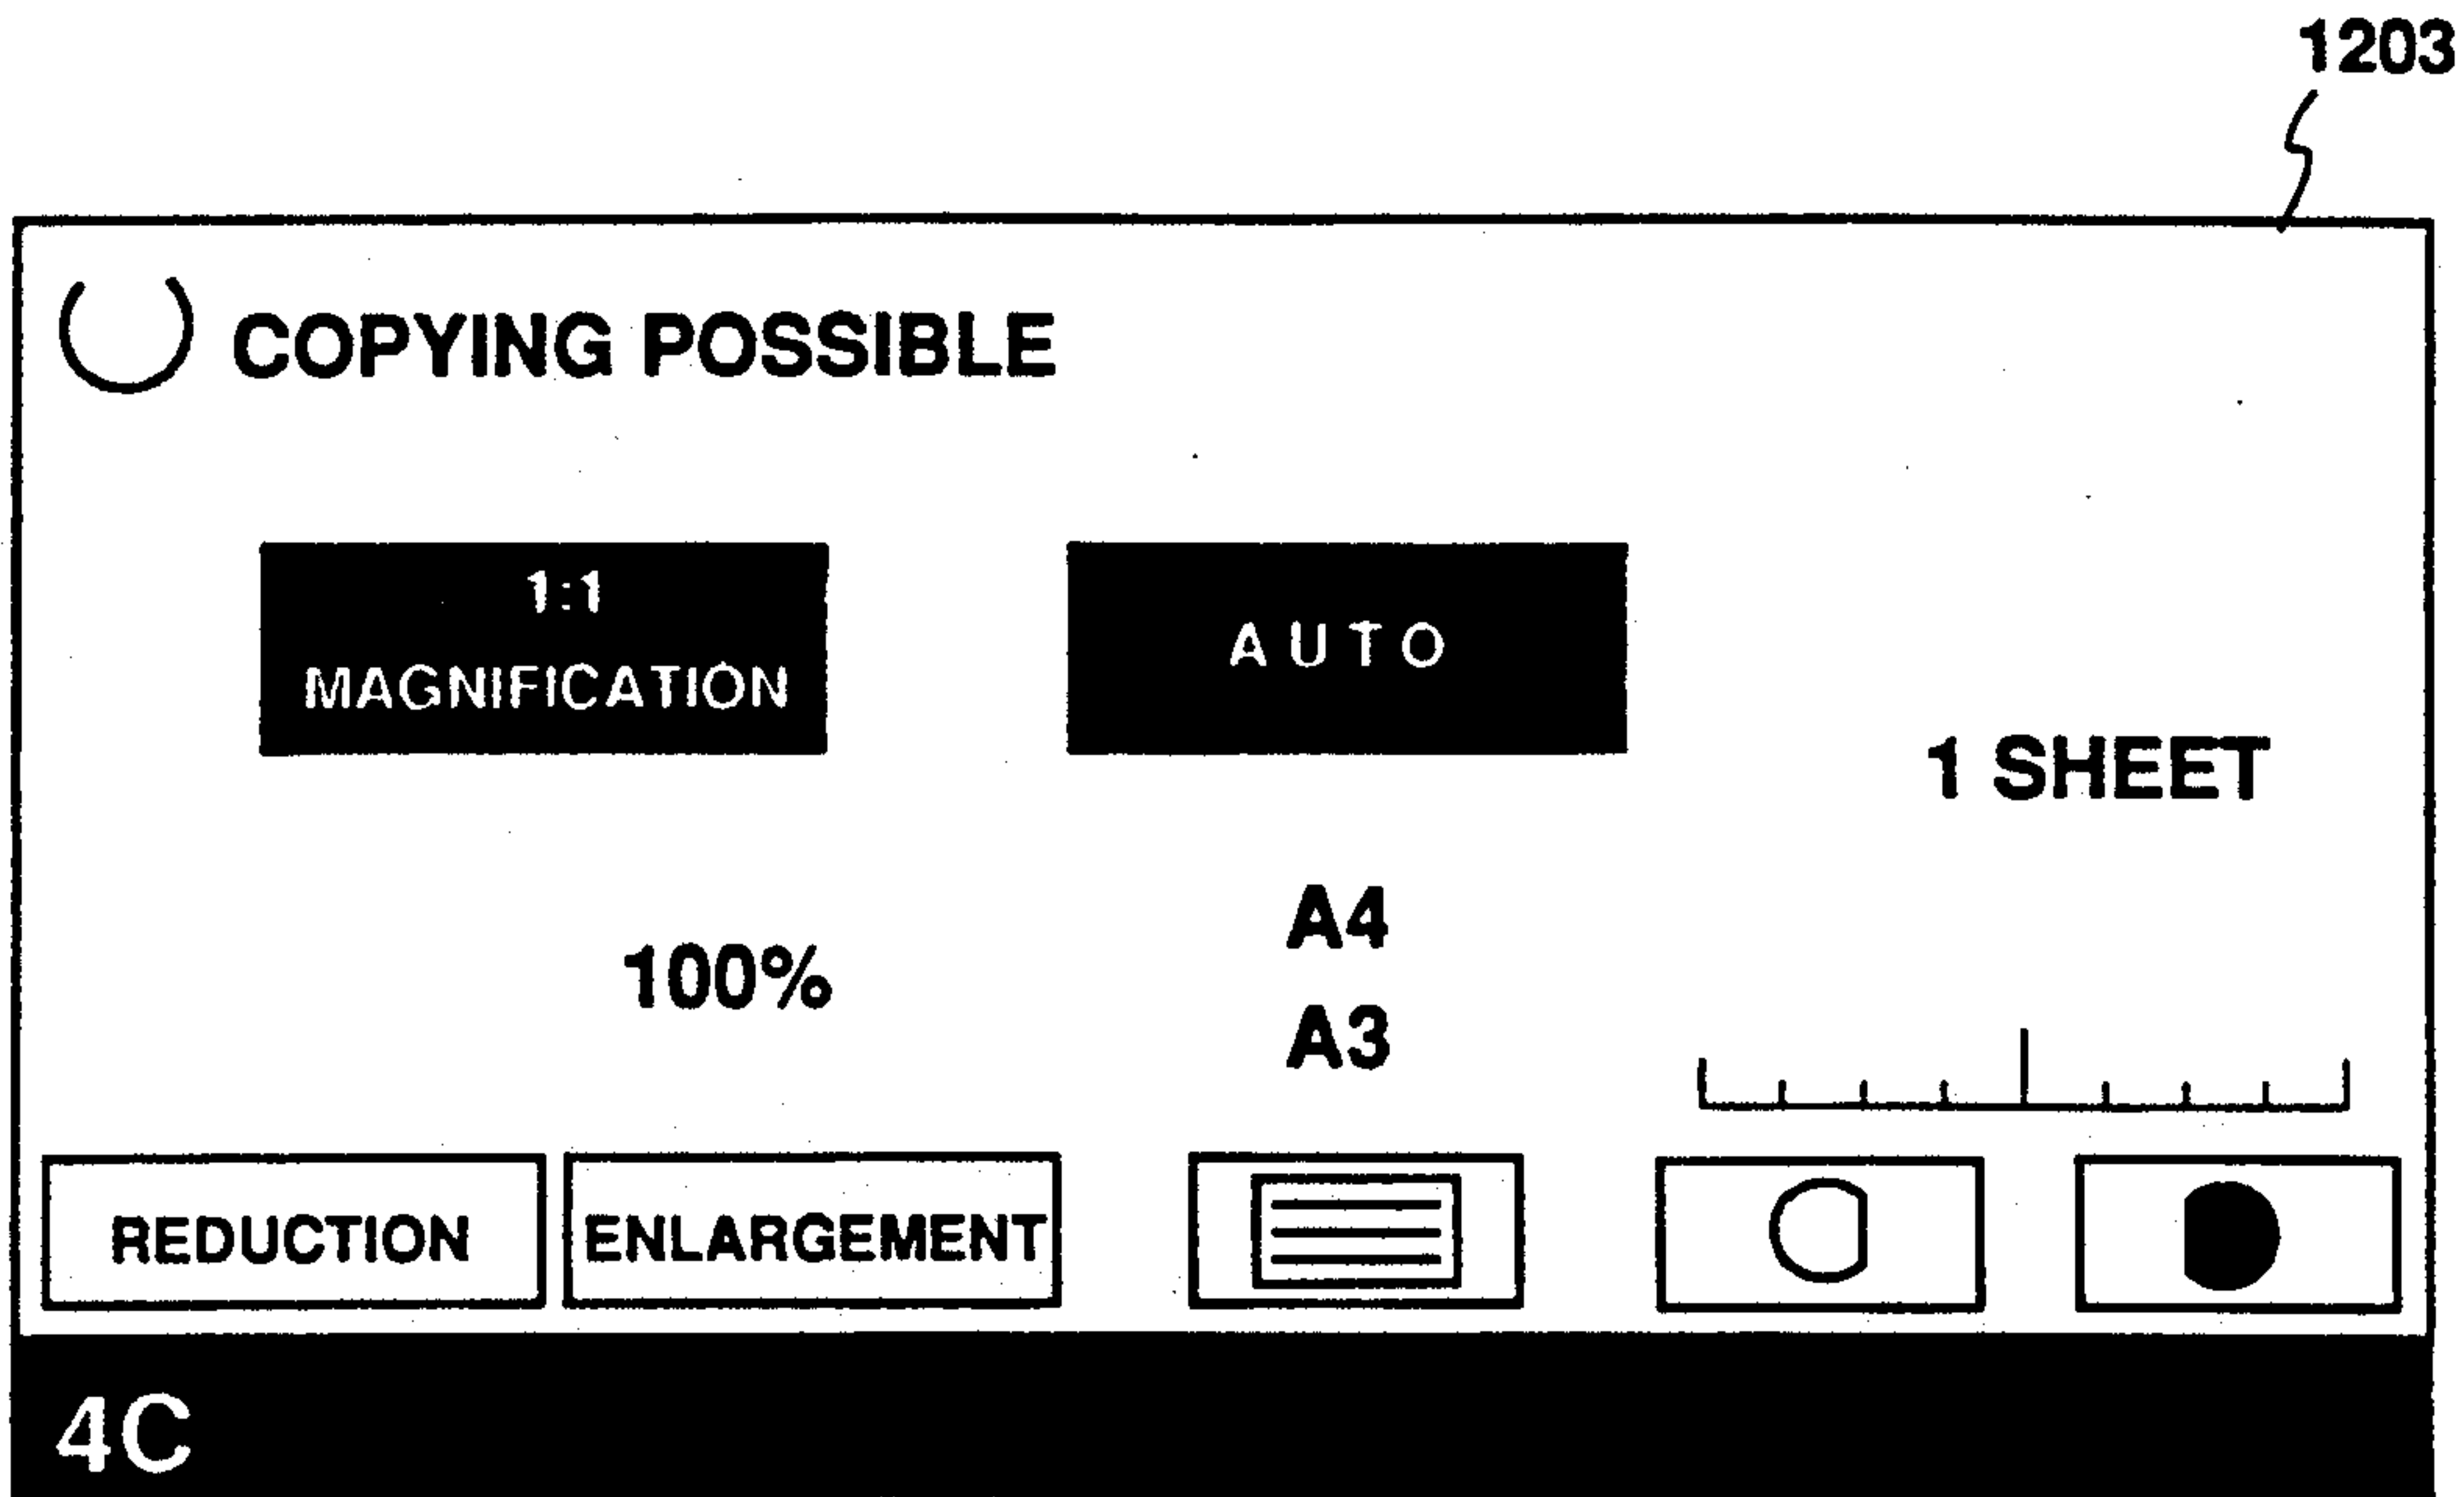 1203
COPYING POSSIBLE
1:1
MAGNIFICATION
AUTO
1 SHEET
100%
A4
A3
REDUCTION
ENLARGEMENT
4C